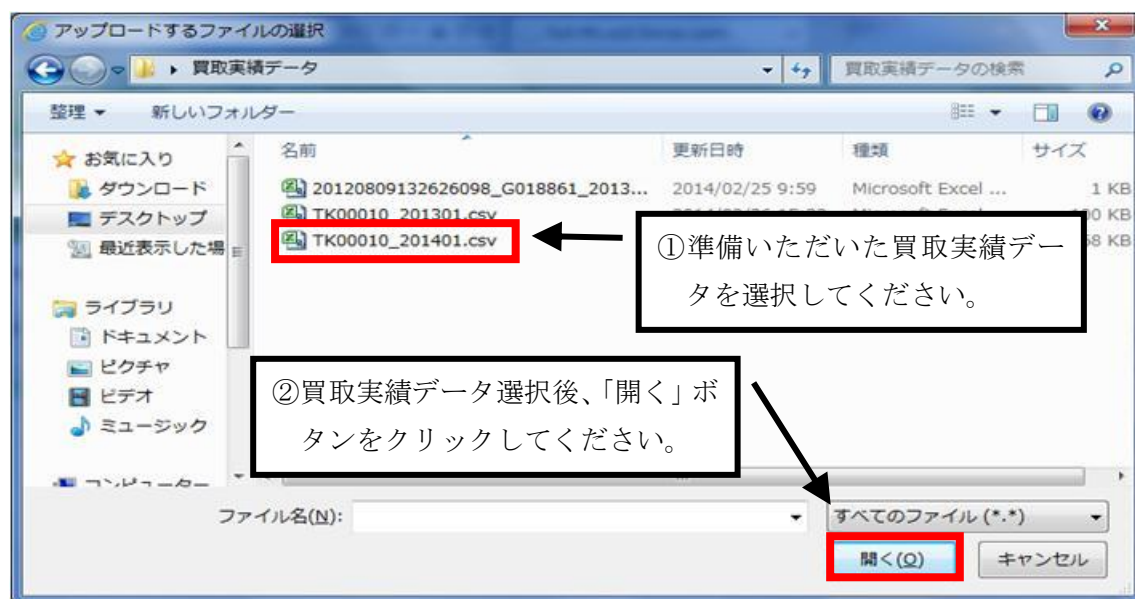 アップロードするファイルの選択
買取実績データ
買取実績データの検索
整理
新しいフォルダー
名前 更新日時 種類 サイズ
お気に入り
ダウンロード
デスクトップ
最近表示した場
ライブラリ
ドキュメント
ピクチャ
ビデオ
ミュージック
コンピューター
20120809132626098_G018861_2013... 2014/02/25 9:59 Microsoft Excel ... 1 KB
TK00010_201301.csv
TK00010_201401.csv
①準備いただいた買取実績デー
タを選択してください。
②買取実績データ選択後、「開く」ボ
タンをクリックしてください。
ファイル名(N):
すべてのファイル (*.*)
開く(O)
キャンセル